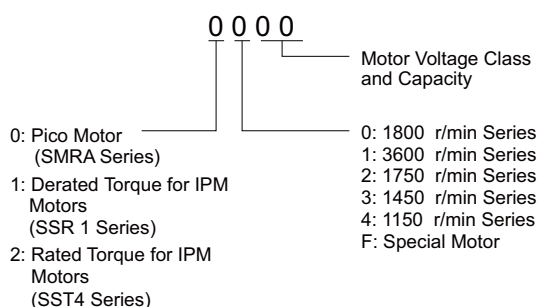 0 0 0 0
Motor Voltage Class
and Capacity
0: Pico Motor
(SMRA Series)
1: Derated Torque for IPM
Motors
(SSR 1 Series)
2: Rated Torque for IPM
Motors
(SST4 Series)
0: 1800 r/min Series
1: 3600 r/min Series
2: 1750 r/min Series
3: 1450 r/min Series
4: 1150 r/min Series
F: Special Motor